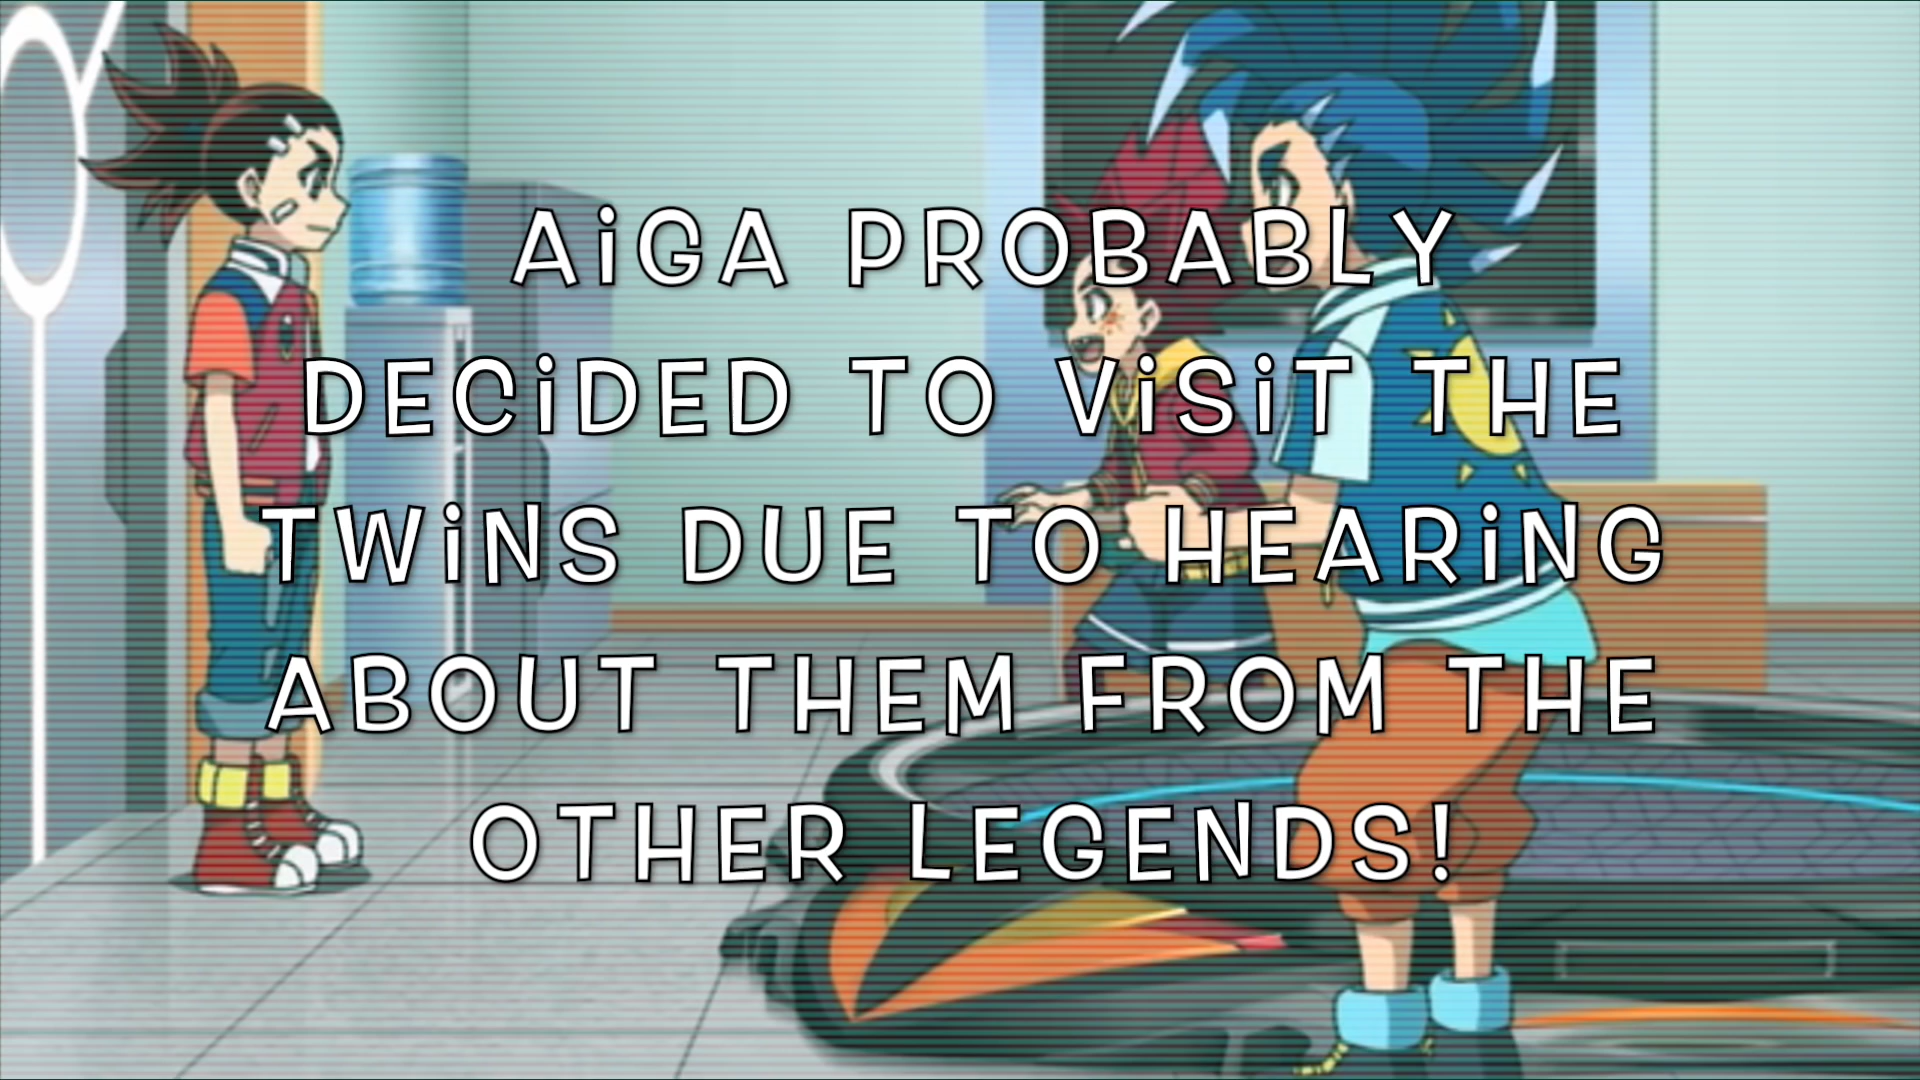 AiGA PROBABLY
DECiDED TO ViSiT THE
TWiNS DUE TO HEARiNG
ABOUT THEM FROM THE
OTHER LEGENDS!